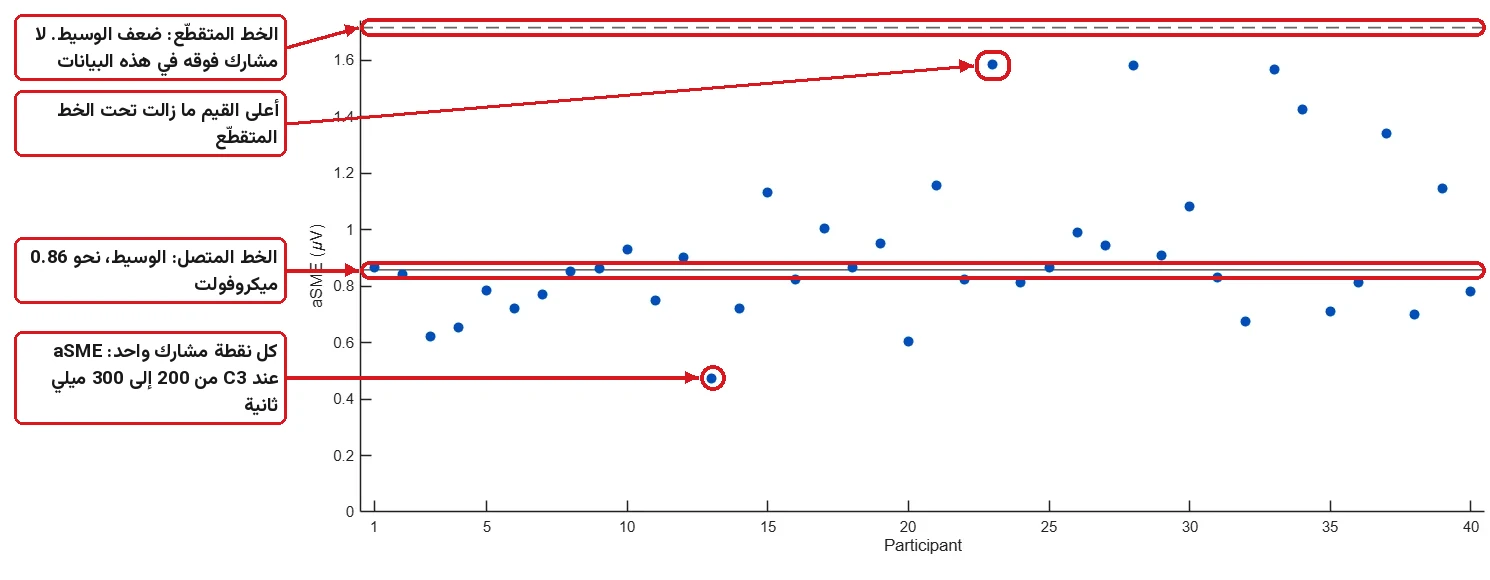 الخط المتقطّع: ضعف الوسيط. لا
مشارك فوقه في هذه البيانات
أعلى القيم ما زالت تحت الخط
المتقطّع
الخط المتصل: الوسيط، نحو 0.86
ميكروفولت
كل نقطة مشارك واحد: aSME
عند C3 من 200 إلى 300 ميلي
ثانية
aSME (µV)
1.6
1.4
1.2
1
0.8
0.6
0.4
0.2
0
1 5 10 15 20 25 30 35 40
Participant